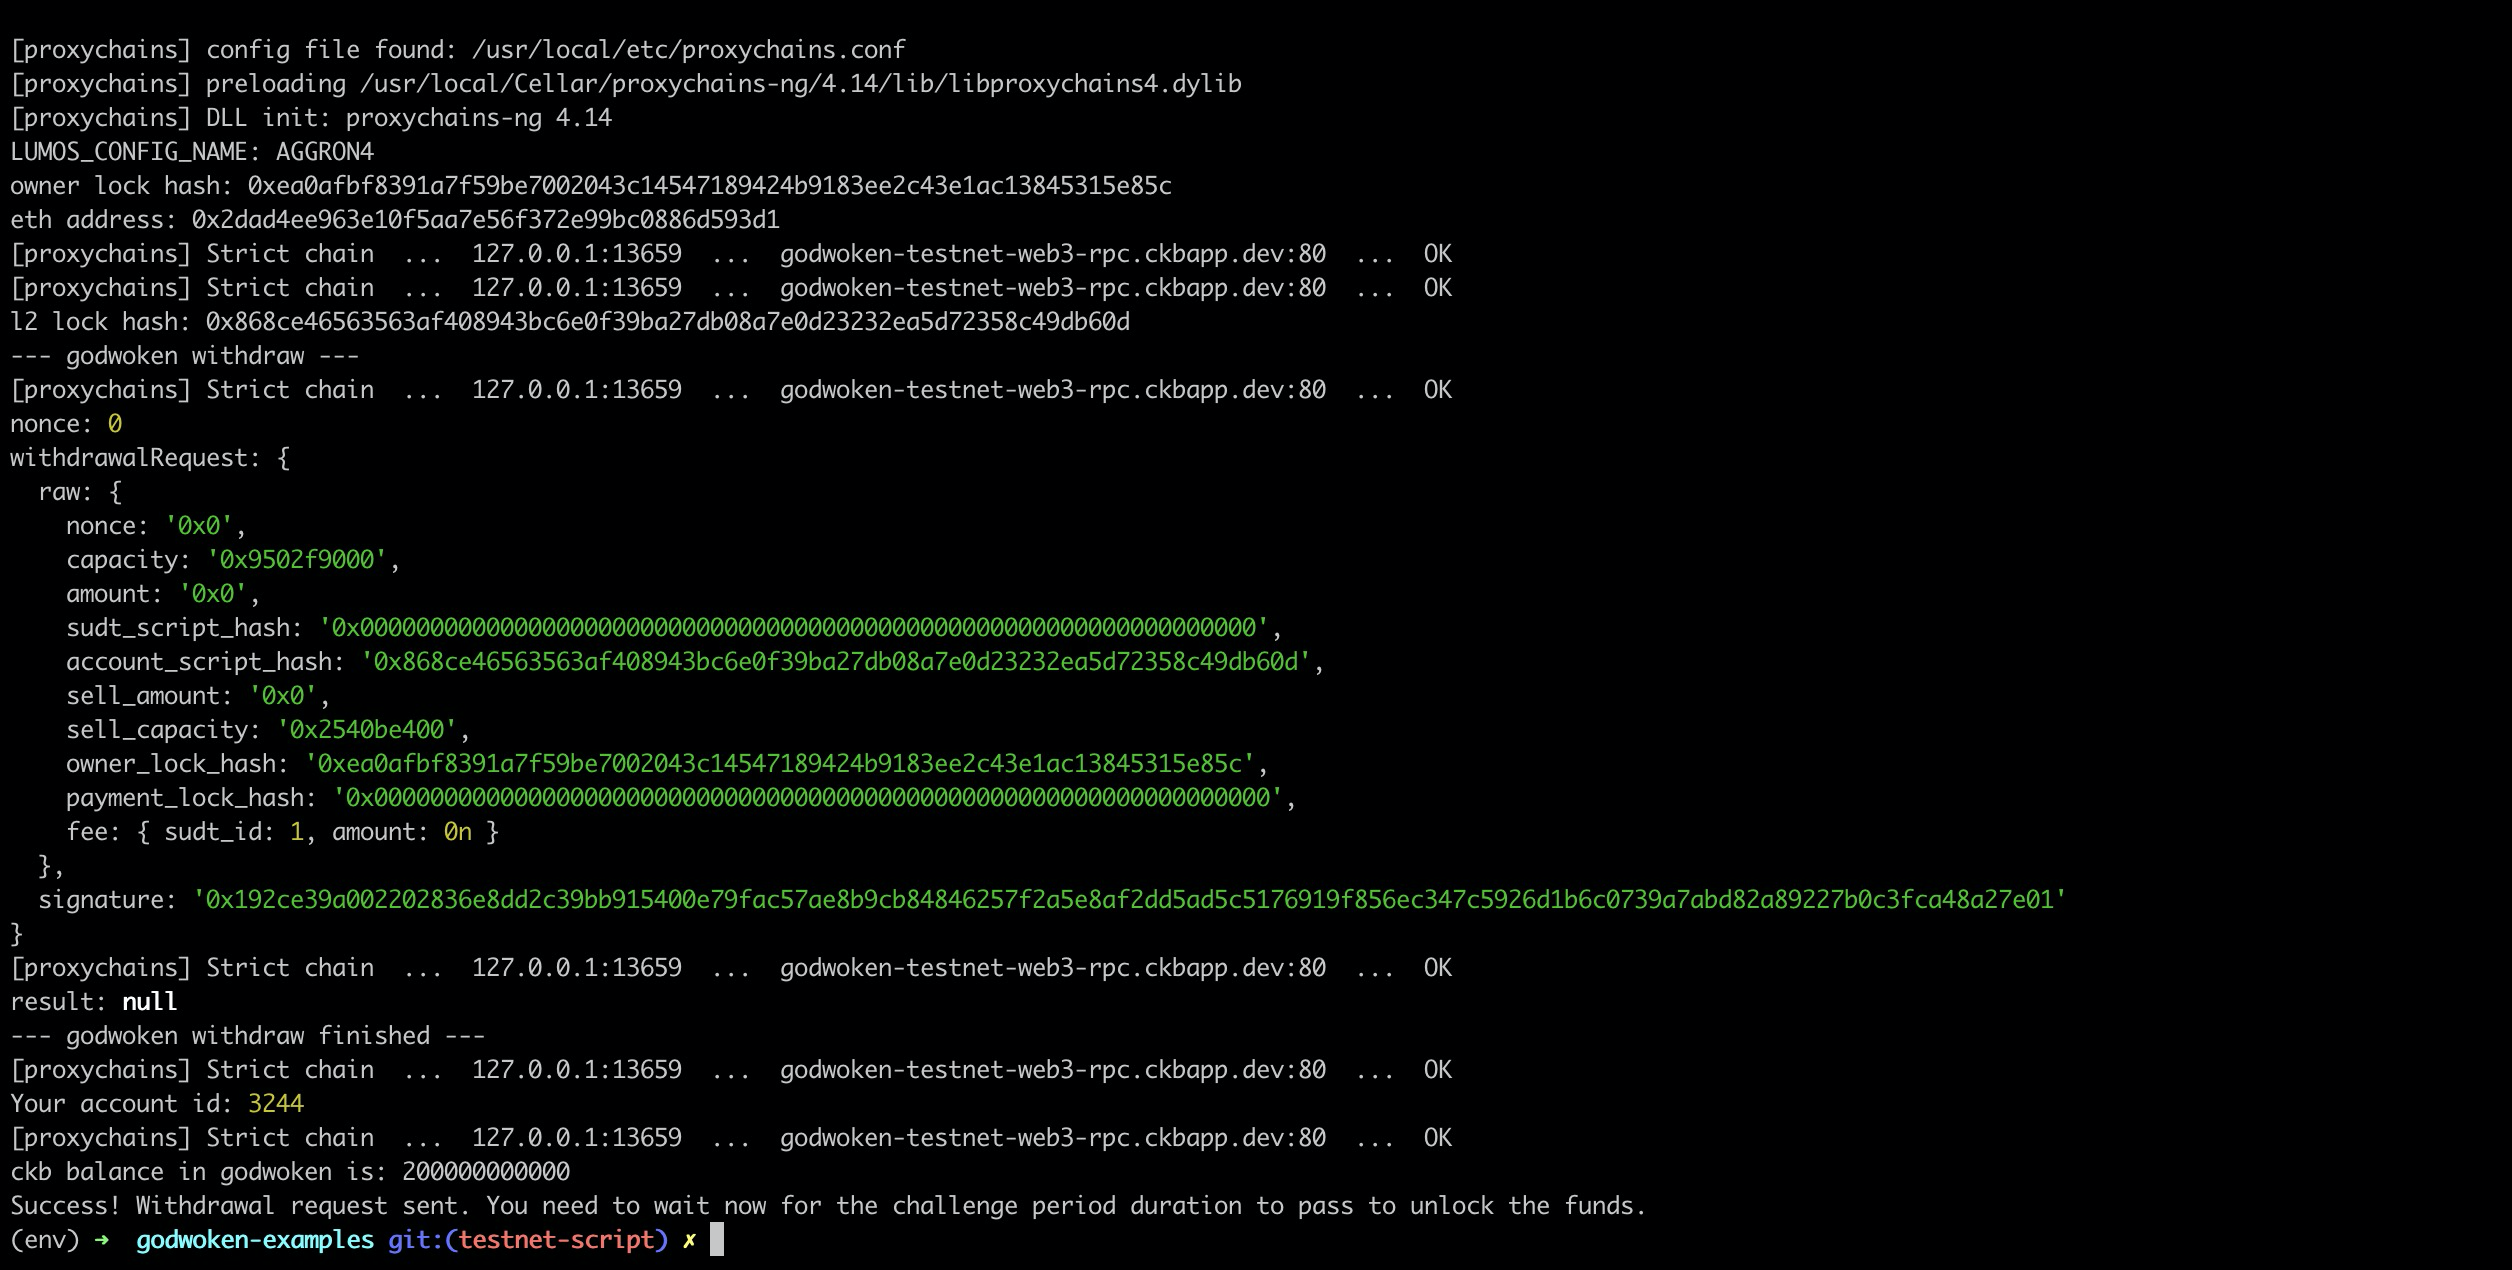 [proxychains] config file found: /usr/local/etc/proxychains.conf
[proxychains] preloading /usr/local/Cellar/proxychains-ng/4.14/lib/libproxychains4.dylib
[proxychains] DLL init: proxychains-ng 4.14
LUMOS_CONFIG_NAME: AGGRON4
owner lock hash: 0xea0afbf8391a7f59be7002043c14547189424b9183ee2c43e1ac13845315e85c
eth address: 0x2dad4ee963e10f5aa7e56f372e99bc0886d593d1
[proxychains] Strict chain  ...  127.0.0.1:13659  ...  godwoken-testnet-web3-rpc.ckbapp.dev:80  ...  OK
[proxychains] Strict chain  ...  127.0.0.1:13659  ...  godwoken-testnet-web3-rpc.ckbapp.dev:80  ...  OK
l2 lock hash: 0x868ce46563563af408943bc6e0f39ba27db08a7e0d23232ea5d72358c49db60d
--- godwoken withdraw ---
[proxychains] Strict chain  ...  127.0.0.1:13659  ...  godwoken-testnet-web3-rpc.ckbapp.dev:80  ...  OK
nonce: 0
withdrawalRequest: {
  raw: {
    nonce: '0x0',
    capacity: '0x9502f9000',
    amount: '0x0',
    sudt_script_hash: '0x0000000000000000000000000000000000000000000000000000000000000000',
    account_script_hash: '0x868ce46563563af408943bc6e0f39ba27db08a7e0d23232ea5d72358c49db60d',
    sell_amount: '0x0',
    sell_capacity: '0x2540be400',
    owner_lock_hash: '0xea0afbf8391a7f59be7002043c14547189424b9183ee2c43e1ac13845315e85c',
    payment_lock_hash: '0x0000000000000000000000000000000000000000000000000000000000000000',
    fee: { sudt_id: 1, amount: 0n }
  },
  signature: '0x192ce39a002202836e8dd2c39bb915400e79fac57ae8b9cb84846257f2a5e8af2dd5ad5c5176919f856ec347c5926d1b6c0739a7abd82a89227b0c3fca48a27e01'
}
[proxychains] Strict chain  ...  127.0.0.1:13659  ...  godwoken-testnet-web3-rpc.ckbapp.dev:80  ...  OK
result: null
--- godwoken withdraw finished ---
[proxychains] Strict chain  ...  127.0.0.1:13659  ...  godwoken-testnet-web3-rpc.ckbapp.dev:80  ...  OK
Your account id: 3244
[proxychains] Strict chain  ...  127.0.0.1:13659  ...  godwoken-testnet-web3-rpc.ckbapp.dev:80  ...  OK
ckb balance in godwoken is: 200000000000
Success! Withdrawal request sent. You need to wait now for the challenge period duration to pass to unlock the funds.
(env) ➜  godwoken-examples git:(testnet-script) ✗